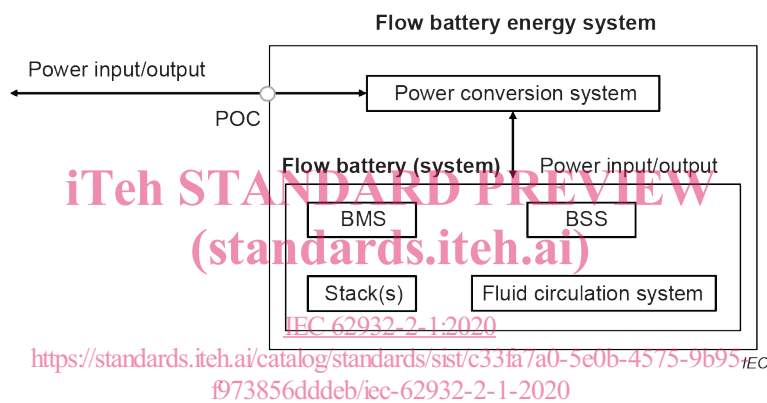 Flow battery energy system
Power input/output
Power conversion system
POC
Flow battery (system)
Power input/output
iTeh STANDARD PREVIEW
BMS
BSS
(standards.iteh.ai)
Stack(s)
Fluid circulation system
IEC 62932-2-1:2020
https://standards.iteh.ai/catalog/standards/sist/c33fa7a0-5e0b-4575-9b95-
IEC
f973856dddeb/iec-62932-2-1-2020